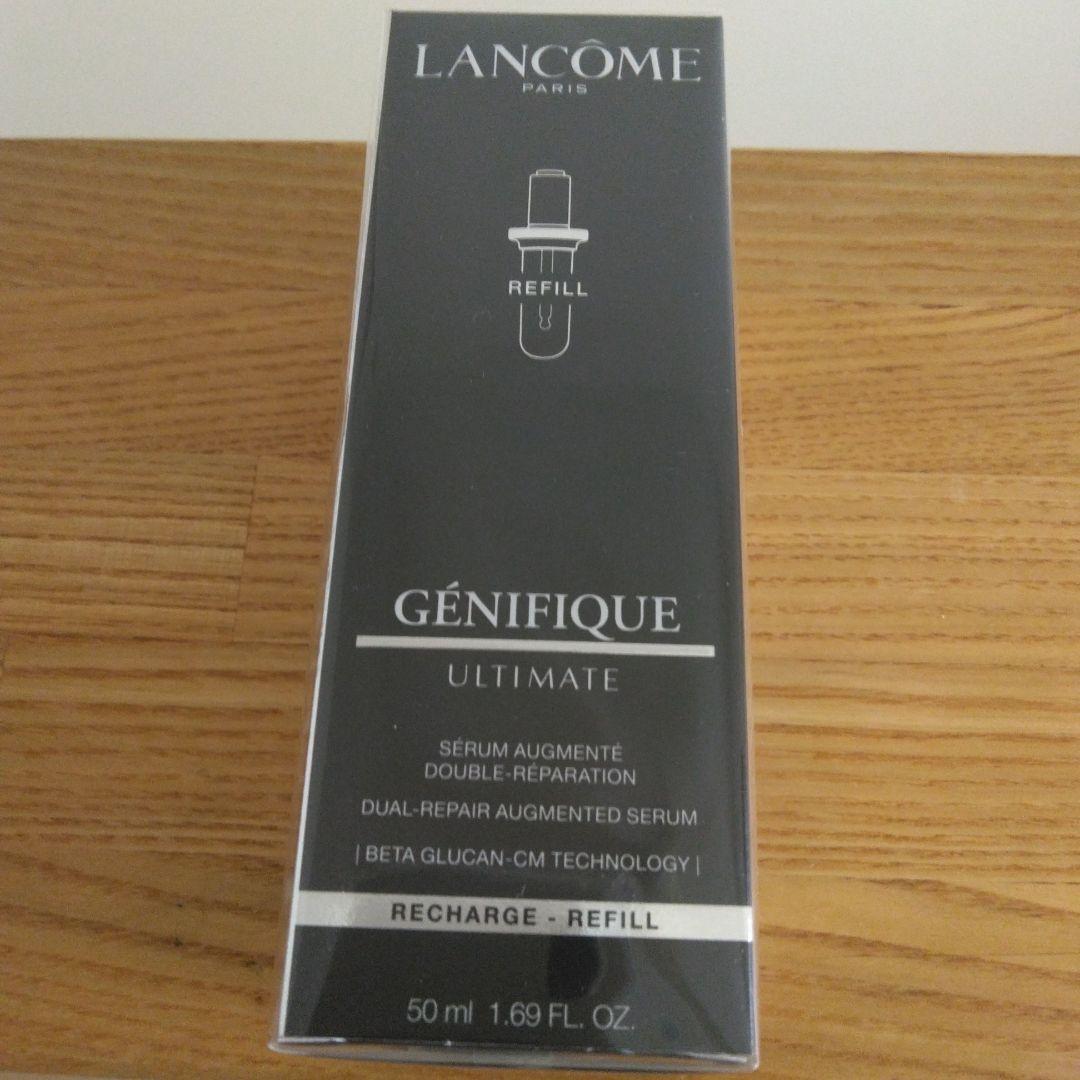 LANCÔME
PARIS
REFILL
GÉNIFIQUE
ULTIMATE
SÉRUM AUGMENTÉ
DOUBLE-RÉPARATION
DUAL-REPAIR AUGMENTED SERUM
| BETA GLUCAN-CM TECHNOLOGY |
RECHARGE - REFILL
50 ml 1.69 FL. OZ.